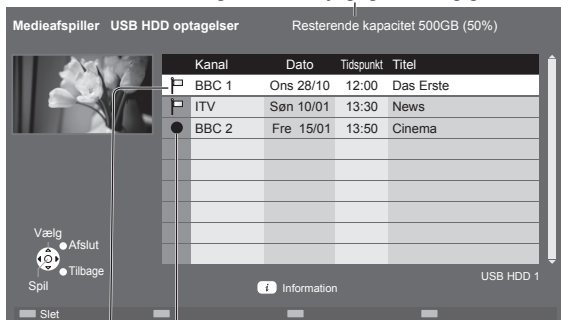 Medieafspiller USB HDD optagelser Resterende kapacitet 500GB (50%)
Kanal Dato Tidspunkt Titel
BBC 1 Ons 28/10 12:00 Das Erste
ITV Søn 10/01 13:30 News
BBC 2 Fre 15/01 13:50 Cinema
Vælg
Afslut
Tilbage
Spil
i Information
USB HDD 1
Slet